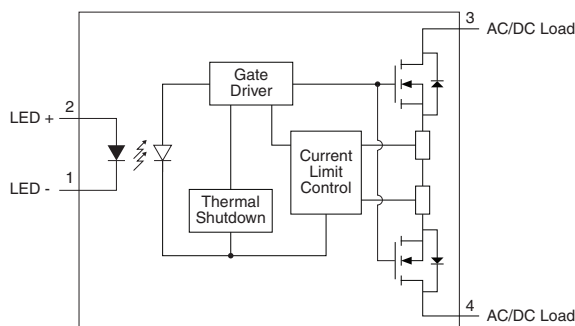 3
AC/DC Load
Gate
Driver
2
LED +
Current
Limit
Control
1
LED -
Thermal
Shutdown
4
AC/DC Load